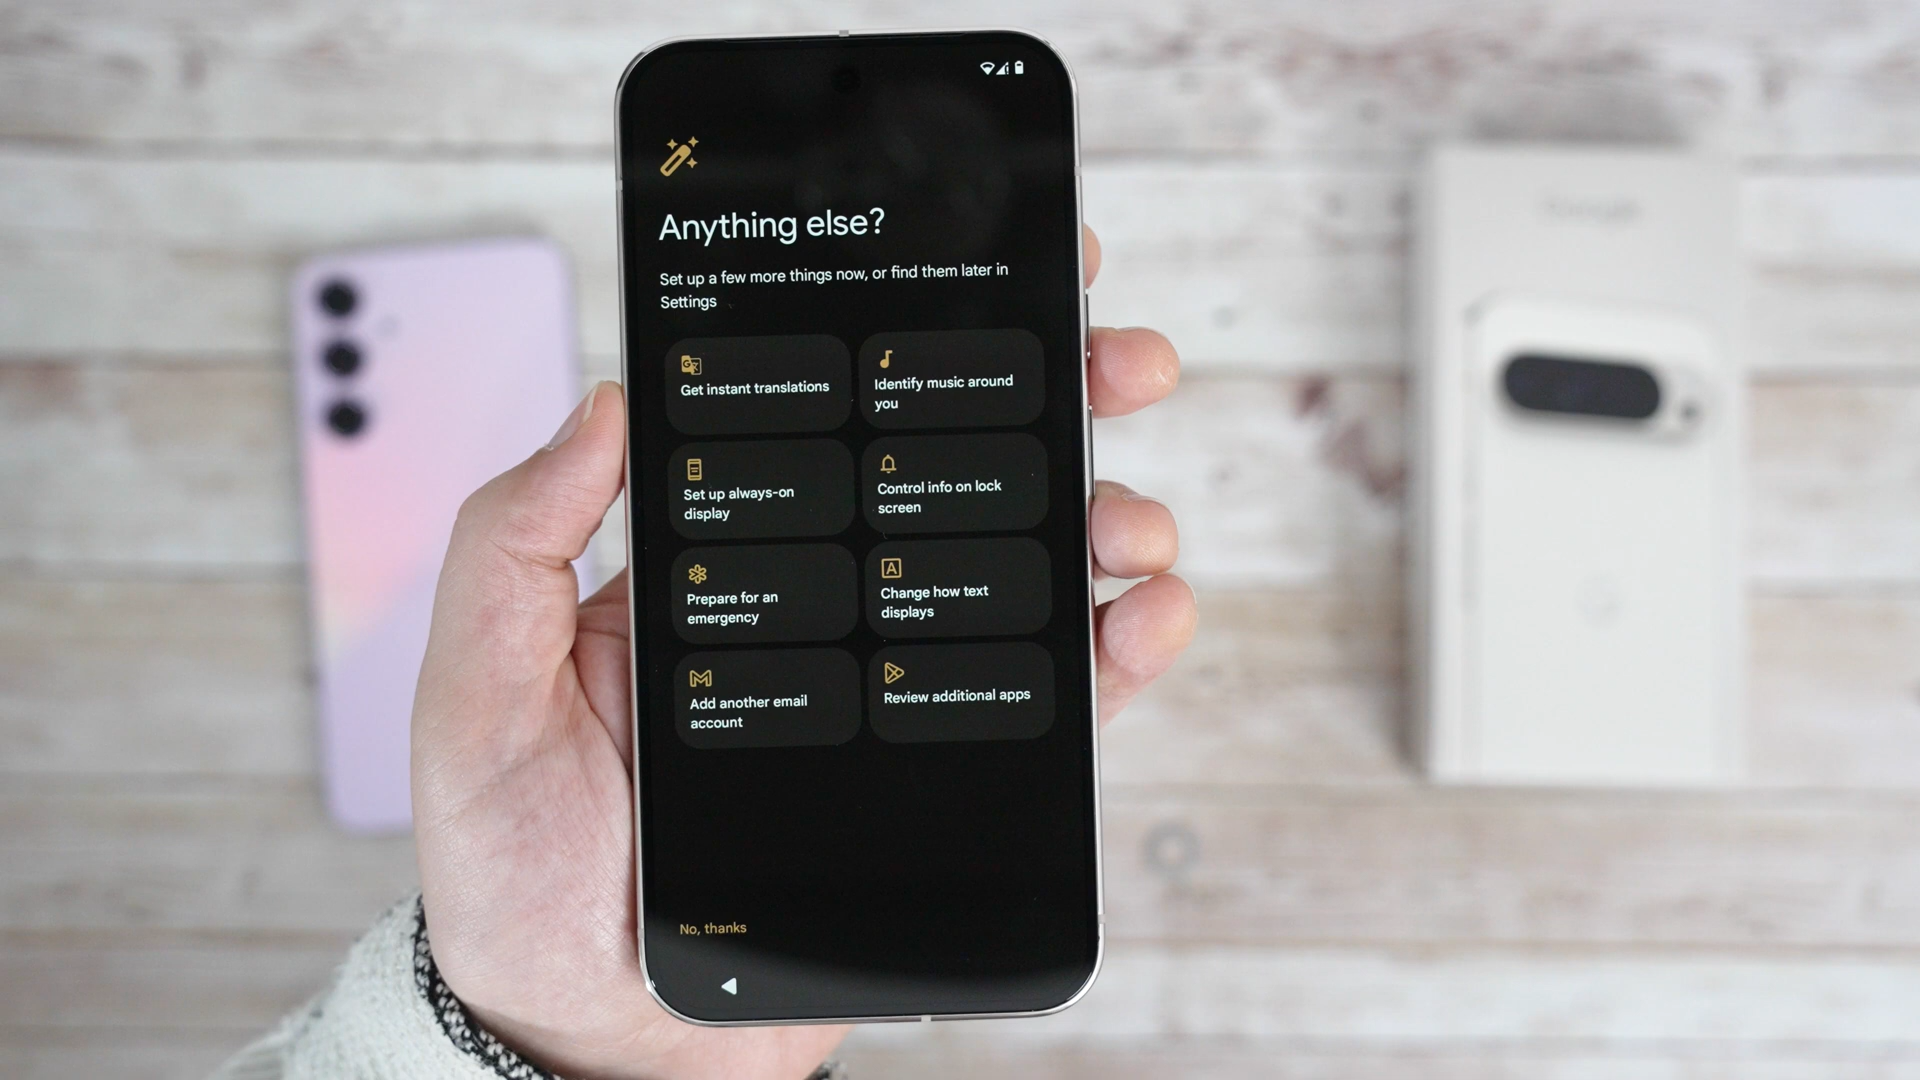 Anything else?
Set up a few more things now, or find them later in
Settings
Get instant translations
Identify music around
you
Set up always-on
display
Control info on lock
screen
Prepare for an
emergency
Change how text
displays
Add another email
account
Review additional apps
No, thanks
Google